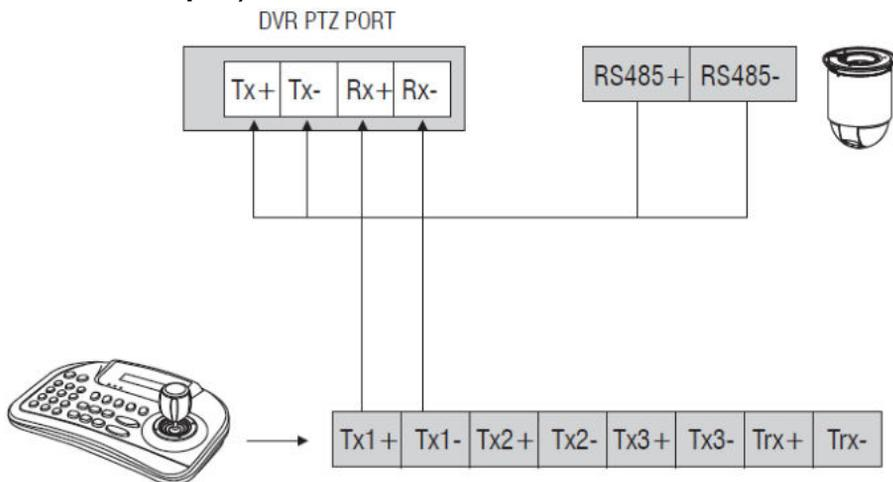 DVR PTZ PORT
Tx+ Tx- Rx+ Rx-
RS485+ RS485-
Tx1+ Tx1- Tx2+ Tx2- Tx3+ Tx3- Trx+ Trx-